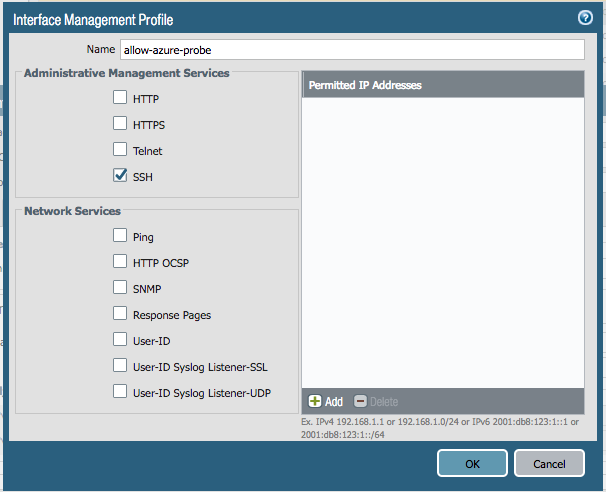 Interface Management Profile
Name allow-azure-probe
Administrative Management Services
HTTP
HTTPS
Telnet
SSH
Network Services
Ping
HTTP OCSP
SNMP
Response Pages
User-ID
User-ID Syslog Listener-SSL
User-ID Syslog Listener-UDP
Permitted IP Addresses
Add Delete
Ex. IPv4 192.168.1.1 or 192.168.1.0/24 or IPv6 2001:db8:123:1::1 or
2001:db8:123:1::/64
OK Cancel